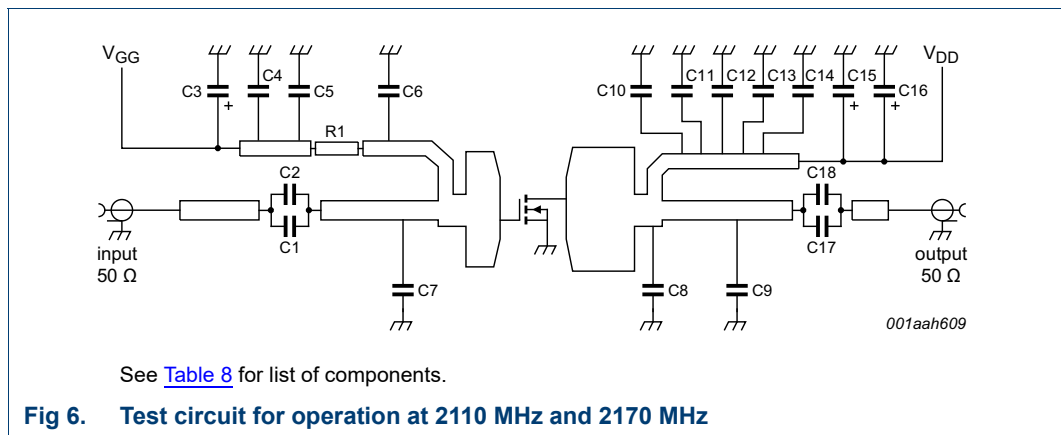 VGG
VDD
C3
+
C4
C5
C6
R1
C10
C11
C12
C13
C14
C15
+
C16
+
C2
C1
C18
C17
input
50 Ω
output
50 Ω
C7
C8
C9
001aah609
See Table 8 for list of components.
Fig 6. Test circuit for operation at 2110 MHz and 2170 MHz